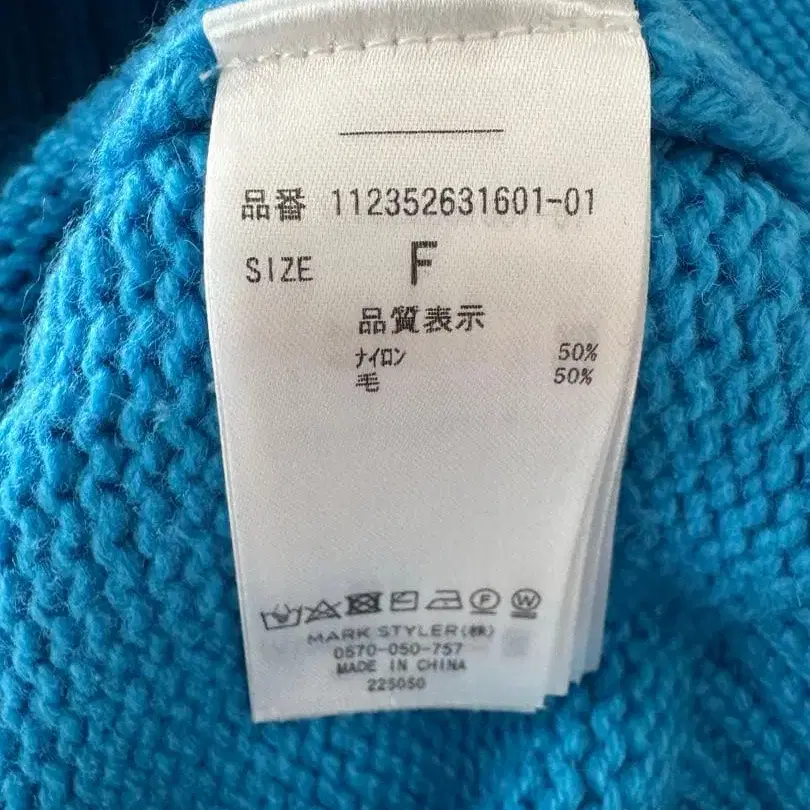 品番 112352631601-01
SIZE F
品質表示
ナイロン 50%
毛 50%
F W
MARK STYLER(株)
0570-050-757
MADE IN CHINA
225050